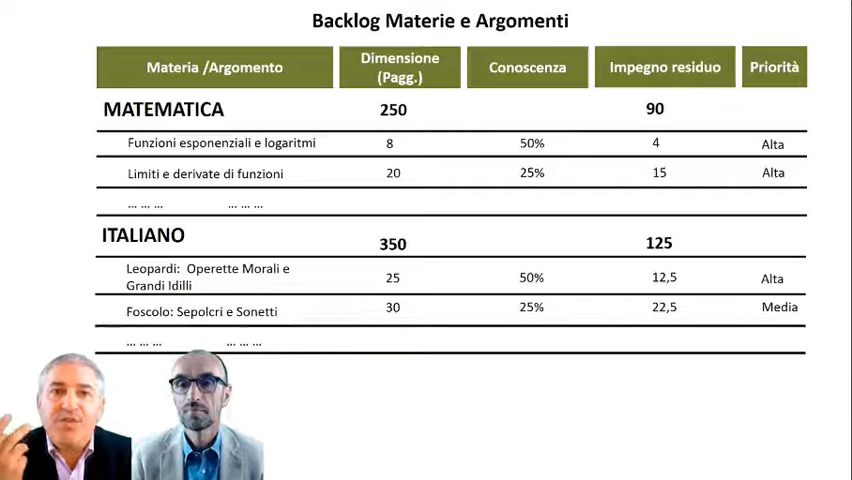 Backlog Materie e Argomenti
Materia /Argomento Dimensione (Pagg.) Conoscenza Impegno residuo Priorità
MATEMATICA 250 90
Funzioni esponenziali e logaritmi 8 50% 4 Alta
Limiti e derivate di funzioni 20 25% 15 Alta
... ... ... ... ... ...
ITALIANO 350 125
Leopardi: Operette Morali e
Grandi Idilli 25 50% 12,5 Alta
Foscolo: Sepolcri e Sonetti 30 25% 22,5 Media
... ... ... ... ... ...